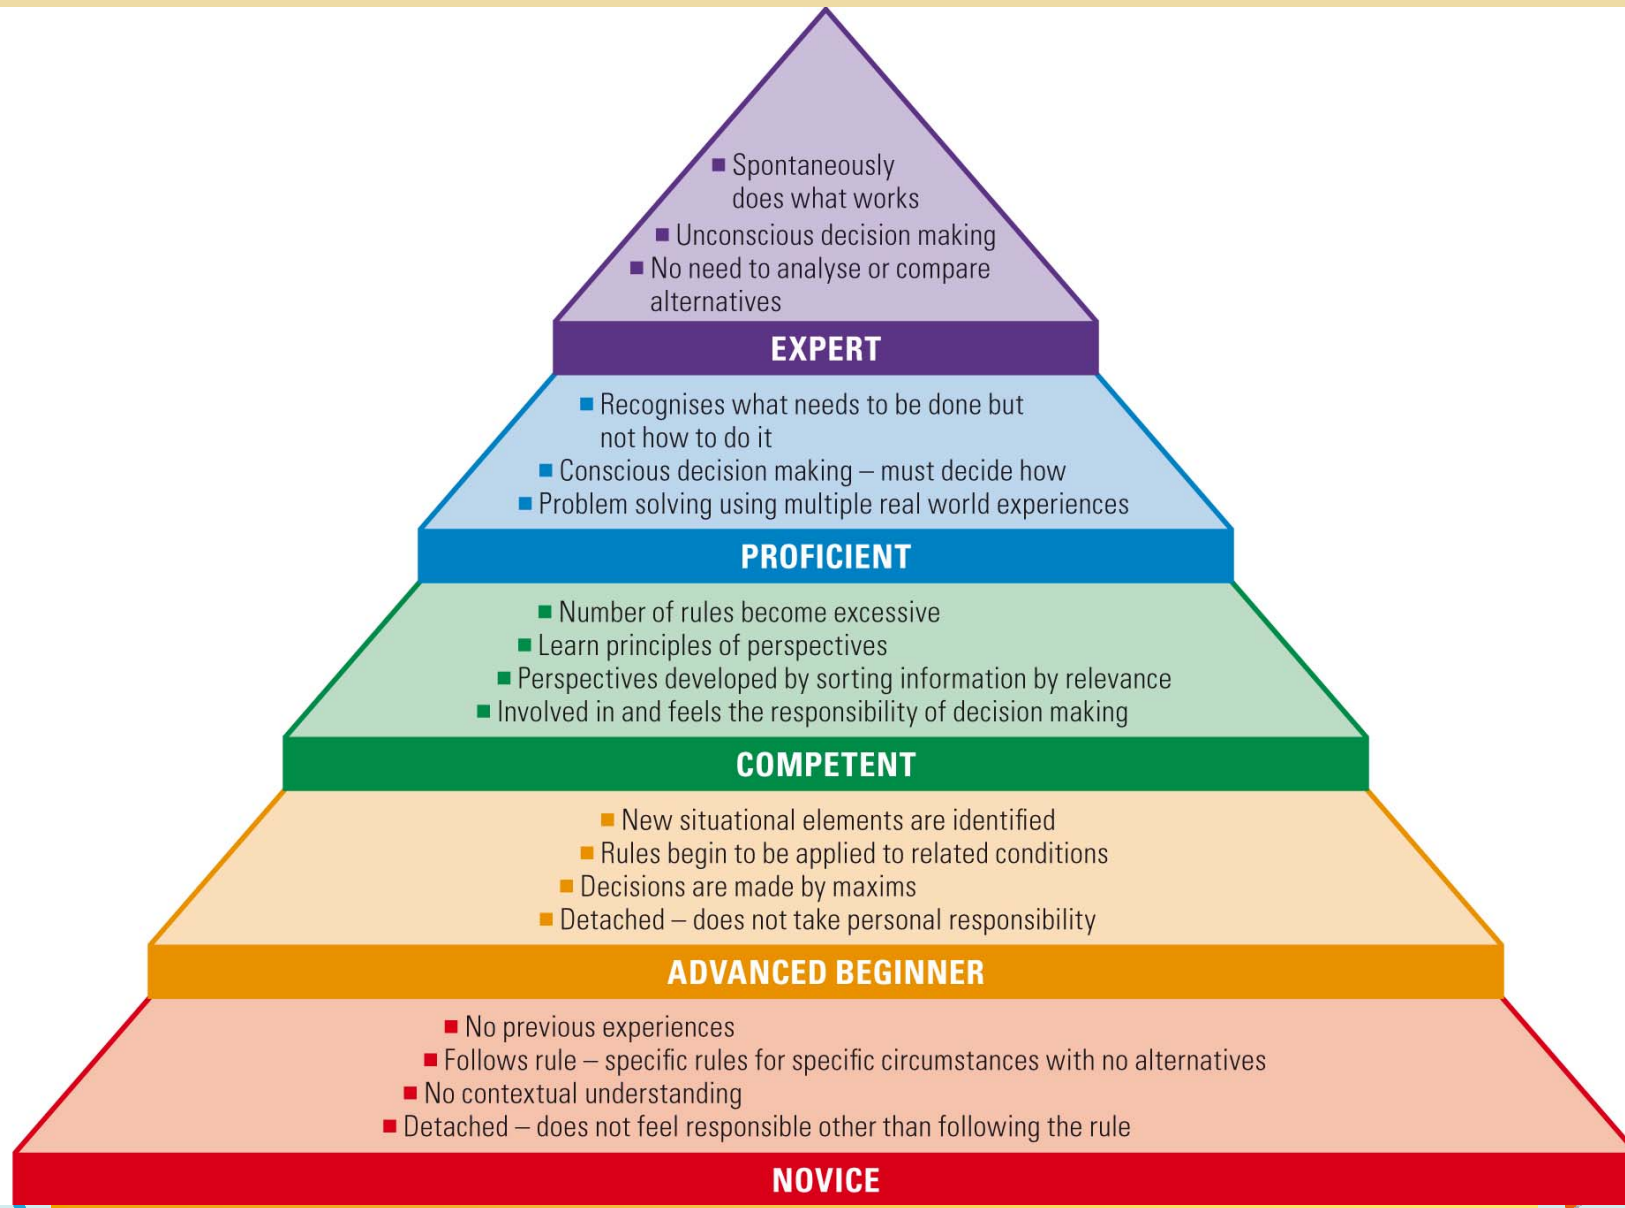 ■ Spontaneously
does what works
■ Unconscious decision making
■ No need to analyse or compare
alternatives
EXPERT
■ Recognises what needs to be done but
not how to do it
■ Conscious decision making – must decide how
■ Problem solving using multiple real world experiences
PROFICIENT
■ Number of rules become excessive
■ Learn principles of perspectives
■ Perspectives developed by sorting information by relevance
■ Involved in and feels the responsibility of decision making
COMPETENT
■ New situational elements are identified
■ Rules begin to be applied to related conditions
■ Decisions are made by maxims
■ Detached – does not take personal responsibility
ADVANCED BEGINNER
■ No previous experiences
■ Follows rule – specific rules for specific circumstances with no alternatives
■ No contextual understanding
■ Detached – does not feel responsible other than following the rule
NOVICE